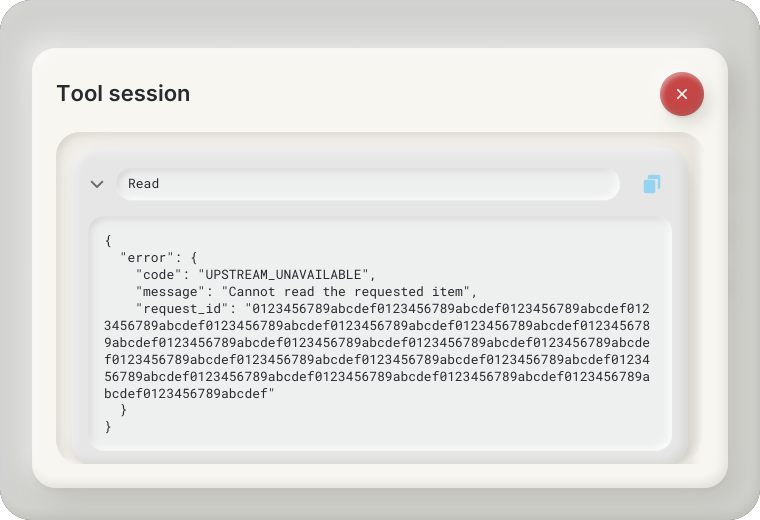 Tool session
Read
{
  "error": {
    "code": "UPSTREAM_UNAVAILABLE",
    "message": "Cannot read the requested item",
    "request_id": "0123456789abcdef0123456789abcdef0123456789abcdef012
3456789abcdef0123456789abcdef0123456789abcdef0123456789abcdef012345678
9abcdef0123456789abcdef0123456789abcdef0123456789abcdef0123456789abcde
f0123456789abcdef0123456789abcdef0123456789abcdef0123456789abcdef01234
56789abcdef0123456789abcdef0123456789abcdef0123456789abcdef0123456789a
bcdef0123456789abcdef"
  }
}